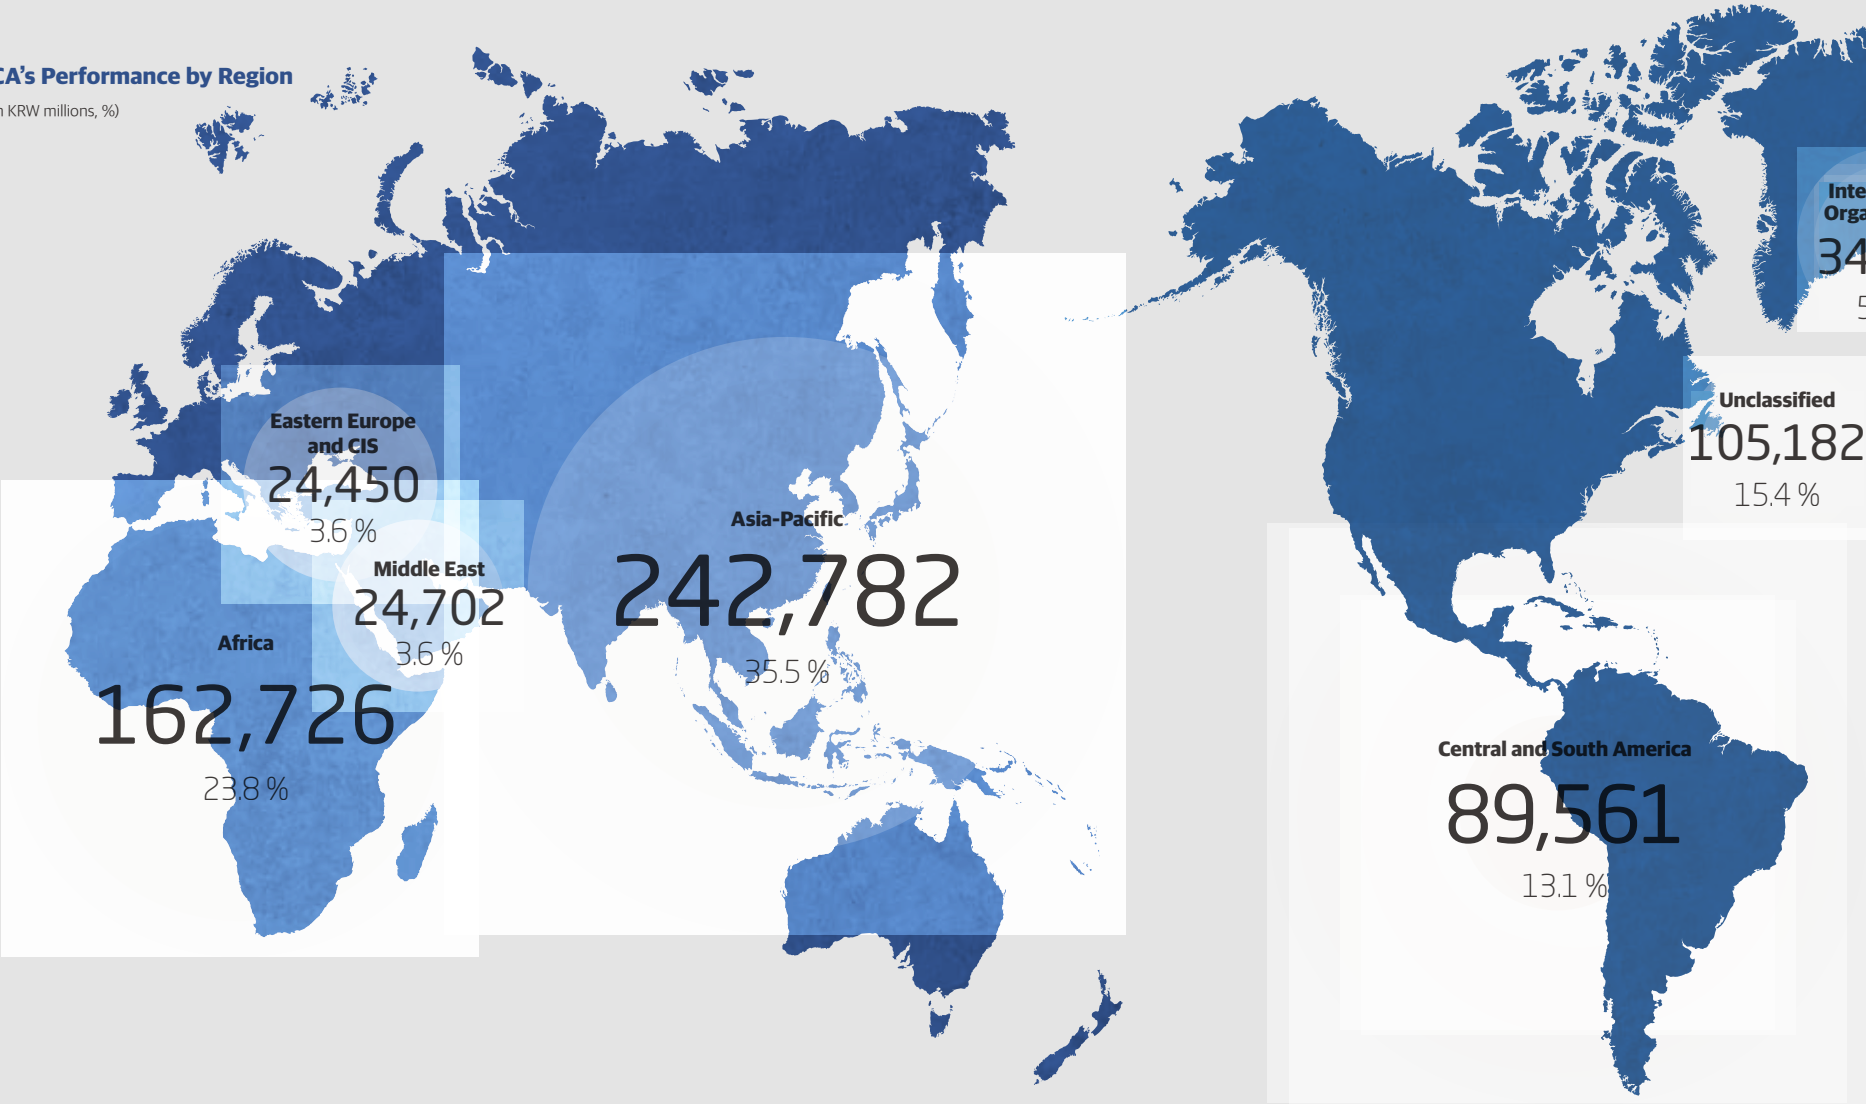 CA's Performance by Region
KRW millions, %)
Eastern Europe
and CIS
24,450
3.6 %
Middle East
24,702
3.6 %
Africa
162,726
23.8 %
Asia-Pacific
242,782
35.5 %
Unclassified
105,182
15.4 %
Central and South America
89,561
13.1 %